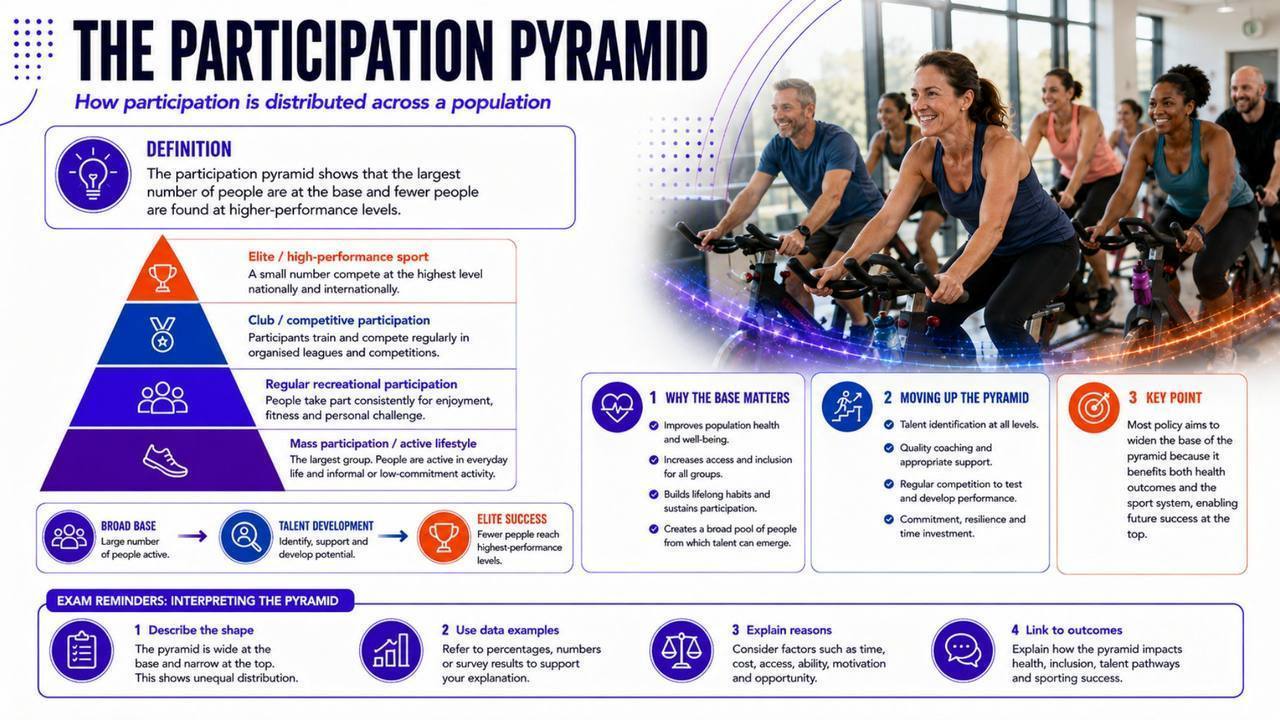 THE PARTICIPATION PYRAMID
How participation is distributed across a population
DEFINITION
The participation pyramid shows that the largest
number of people are at the base and fewer people
are found at higher-performance levels.
Elite / high-performance sport
A small number compete at the highest level
nationally and internationally.
Club / competitive participation
Participants train and compete regularly in
organised leagues and competitions.
Regular recreational participation
People take part consistently for enjoyment,
fitness and personal challenge.
Mass participation / active lifestyle
The largest group. People are active in everyday
life and informal or low-commitment activity.
BROAD BASE
Large number
of people active.
TALENT DEVELOPMENT
Identify, support and
develop potential.
ELITE SUCCESS
Fewer people reach
highest-performance
levels.
1 WHY THE BASE MATTERS
Improves population health
and well-being.
Increases access and inclusion
for all groups.
Builds lifelong habits and
sustains participation.
Creates a broad pool of people
from which talent can emerge.
2 MOVING UP THE PYRAMID
Talent identification at all levels.
Quality coaching and
appropriate support.
Regular competition to test
and develop performance.
Commitment, resilience and
time investment.
3 KEY POINT
Most policy aims to
widen the base of the
pyramid because it
benefits both health
outcomes and the
sport system, enabling
future success at the
top.
EXAM REMINDERS: INTERPRETING THE PYRAMID
1 Describe the shape
The pyramid is wide at the
base and narrow at the top.
This shows unequal distribution.
2 Use data examples
Refer to percentages, numbers
or survey results to support
your explanation.
3 Explain reasons
Consider factors such as time,
cost, access, ability, motivation
and opportunity.
4 Link to outcomes
Explain how the pyramid impacts
health, inclusion, talent pathways
and sporting success.